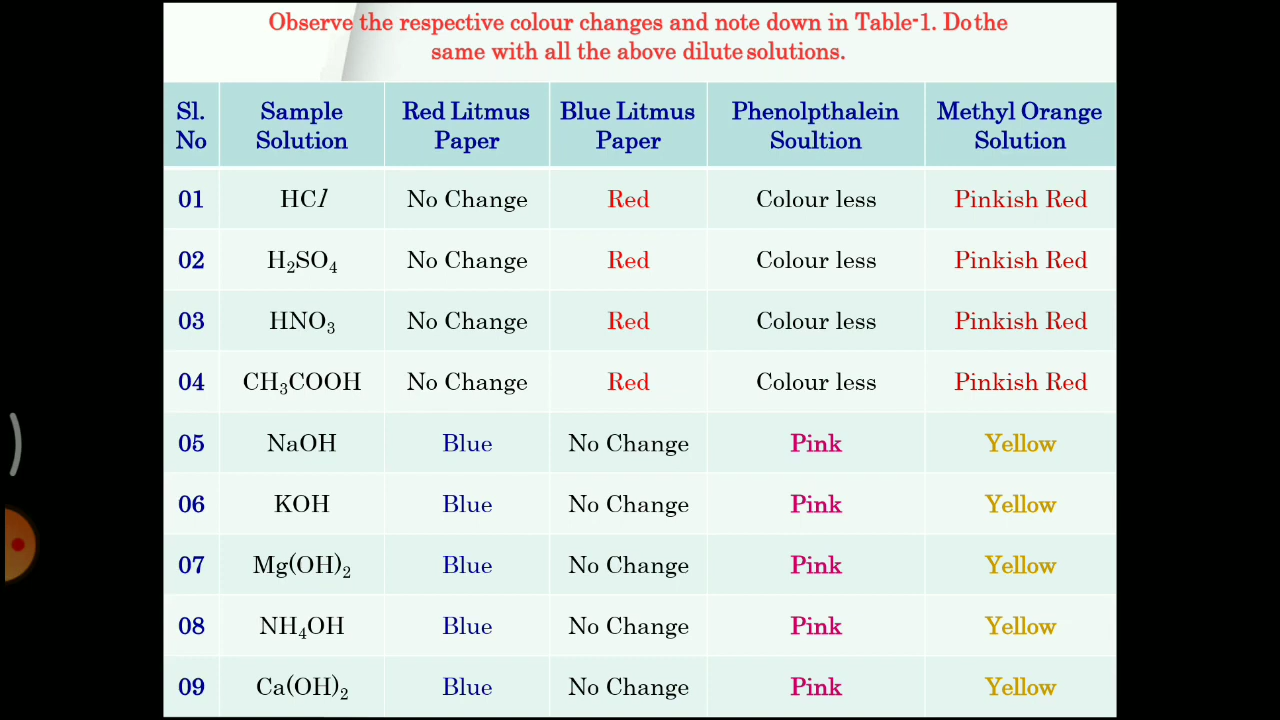 Observe the respective colour changes and note down in Table-1. Do the
same with all the above dilute solutions.
Sl. No | Sample Solution | Red Litmus Paper | Blue Litmus Paper | Phenolpthalein Soultion | Methyl Orange Solution
01 | HCl | No Change | Red | Colour less | Pinkish Red
02 | H₂SO₄ | No Change | Red | Colour less | Pinkish Red
03 | HNO₃ | No Change | Red | Colour less | Pinkish Red
04 | CH₃COOH | No Change | Red | Colour less | Pinkish Red
05 | NaOH | Blue | No Change | Pink | Yellow
06 | KOH | Blue | No Change | Pink | Yellow
07 | Mg(OH)₂ | Blue | No Change | Pink | Yellow
08 | NH₄OH | Blue | No Change | Pink | Yellow
09 | Ca(OH)₂ | Blue | No Change | Pink | Yellow